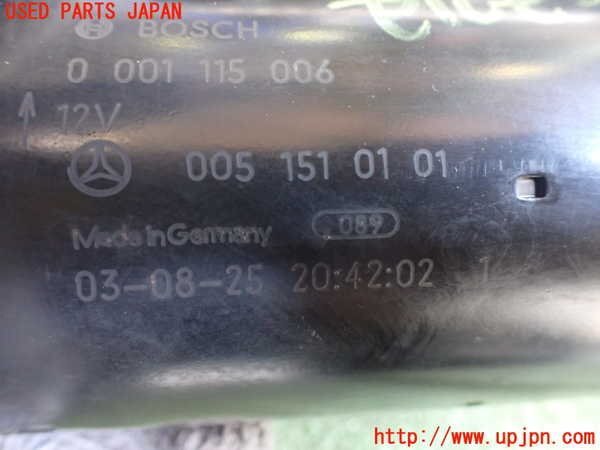 USED PARTS JAPAN
BOSCH
0 001 115 006
12V
005 151 01 01
Made in Germany 089
03-08-25 20:42:02 1
http://www.upjpn.com